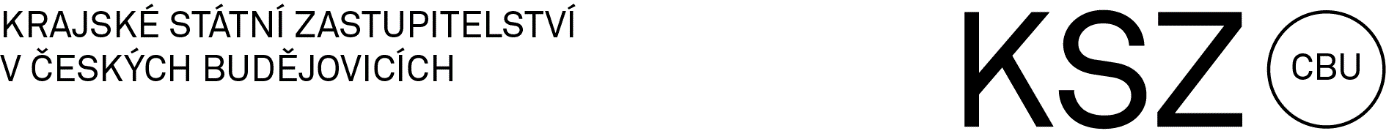 KRAJSKÉ STÁTNÍ ZASTUPITELSTVÍ
V ČESKÝCH BUDĚJOVICÍCH
KSZ CBU